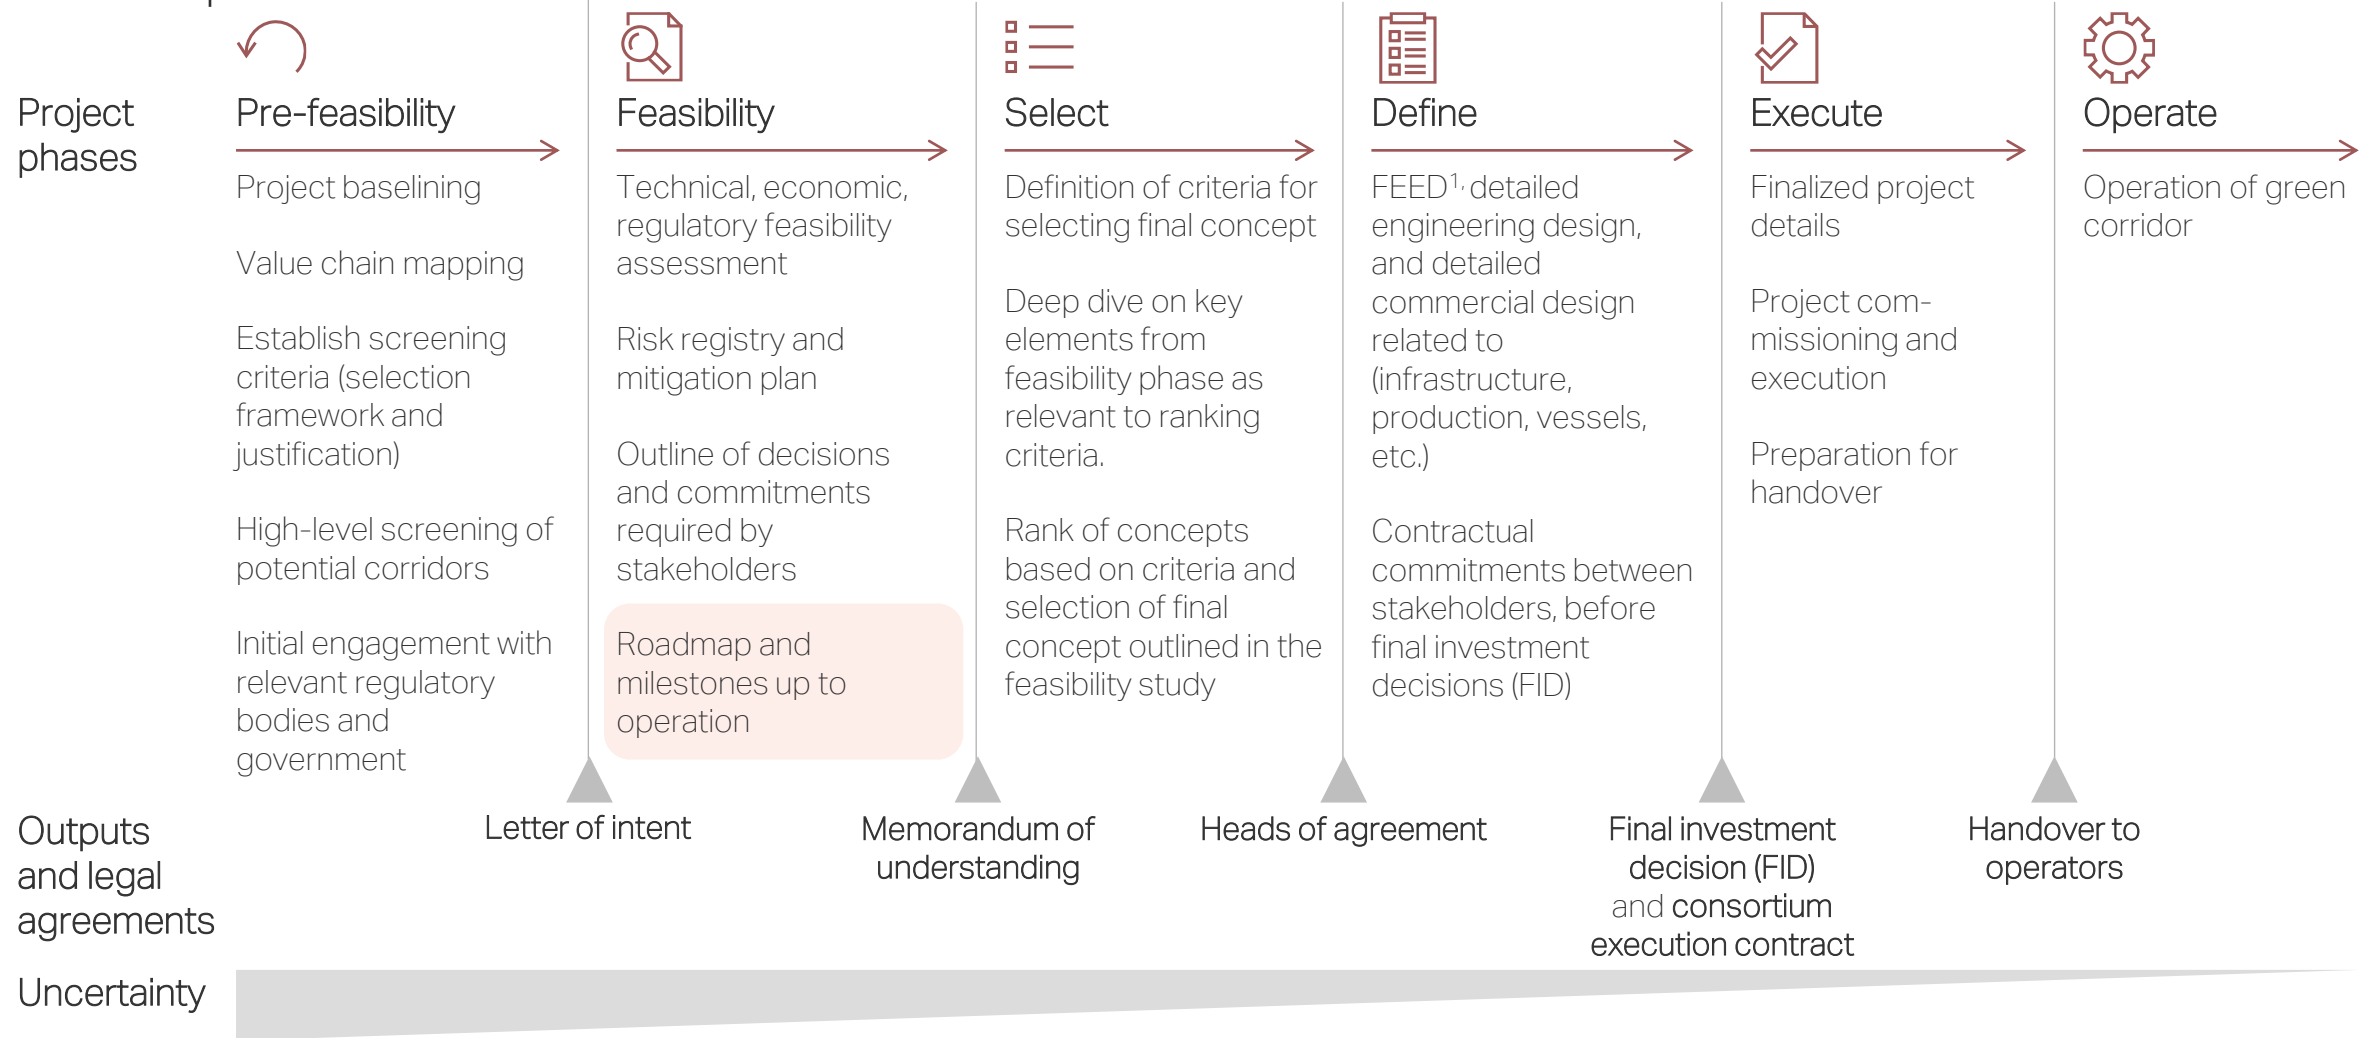 Project
phases
Pre-feasibility
Project baselining
Value chain mapping
Establish screening
criteria (selection
framework and
justification)
High-level screening of
potential corridors
Initial engagement with
relevant regulatory
bodies and
government
Feasibility
Technical, economic,
regulatory feasibility
assessment
Risk registry and
mitigation plan
Outline of decisions
and commitments
required by
stakeholders
Roadmap and
milestones up to
operation
Select
Definition of criteria for
selecting final concept
Deep dive on key
elements from
feasibility phase as
relevant to ranking
criteria.
Rank of concepts
based on criteria and
selection of final
concept outlined in the
feasibility study
Define
FEED¹, detailed
engineering design,
and detailed
commercial design
related to
(infrastructure,
production, vessels,
etc.)
Contractual
commitments between
stakeholders, before
final investment
decisions (FID)
Execute
Finalized project
details
Project com-
missioning and
execution
Preparation for
handover
Operate
Operation of green
corridor
Outputs
and legal
agreements
Letter of intent
Memorandum of
understanding
Heads of agreement
Final investment
decision (FID)
and consortium
execution contract
Handover to
operators
Uncertainty